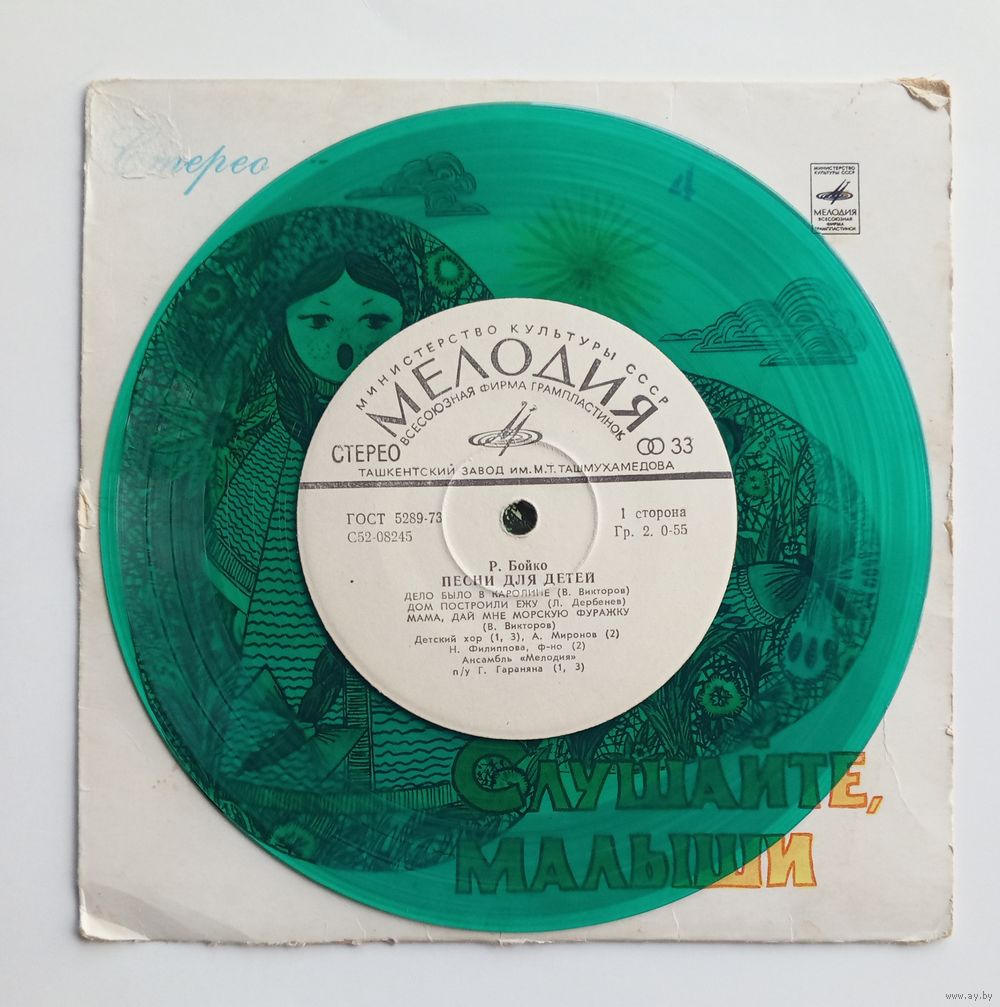 Стерео
4
МИНИСТЕРСТВО
КУЛЬТУРЫ СССР
МЕЛОДИЯ
ВСЕСОЮЗНАЯ
ФИРМА
ГРАМПЛАСТИНОК
МИНИСТЕРСТВО КУЛЬТУРЫ СССР
МЕЛОДИЯ
ВСЕСОЮЗНАЯ ФИРМА ГРАМПЛАСТИНОК
СТЕРЕО 33
ТАШКЕНТСКИЙ ЗАВОД ИМ. М.Т. ТАШМУХАМЕДОВА
ГОСТ 5289-73 1 сторона
С52-08245 Гр. 2. 0-55
Р. Бойко
ПЕСНИ ДЛЯ ДЕТЕЙ
ДЕЛО БЫЛО В КАРОЛИНЕ (В. Викторов)
ДОМ ПОСТРОИЛИ ЕЖУ (Л. Дербенев)
МАМА, ДАЙ МНЕ МОРСКУЮ ФУРАЖКУ
(В. Викторов)
Детский хор (1, 3), А. Миронов (2)
Н. Филиппова, ф-но (2)
Ансамбль «Мелодия»
п/у Г. Гараняна (1, 3)
СЛУШАЙТЕ,
МАЛЫШИ
www.ay.by